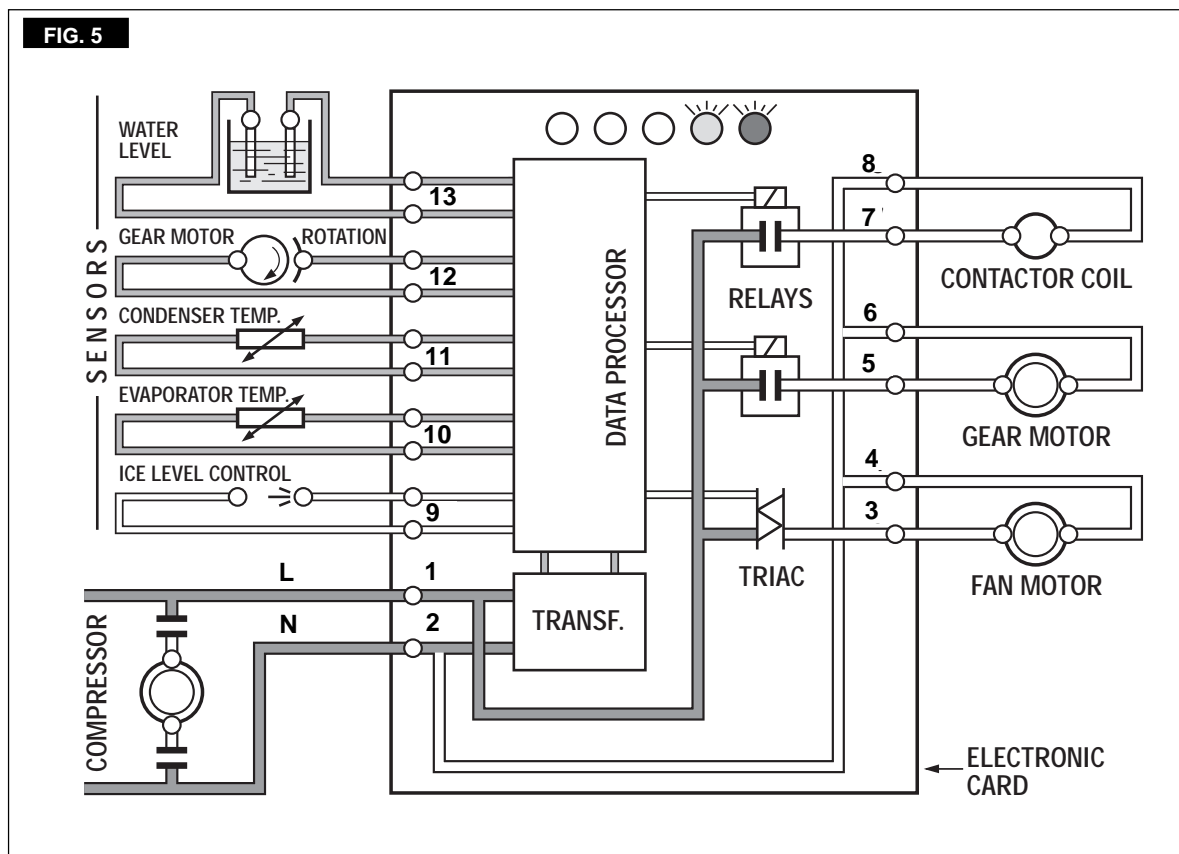 FIG. 5
WATER
LEVEL
13
GEAR MOTOR
ROTATION
12
CONDENSER TEMP.
11
EVAPORATOR TEMP.
10
ICE LEVEL CONTROL
9
SENSORS
L
1
N
2
COMPRESSOR
DATA PROCESSOR
TRANSF.
RELAYS
TRIAC
8
7
CONTACTOR COIL
6
5
GEAR MOTOR
4
3
FAN MOTOR
ELECTRONIC
CARD